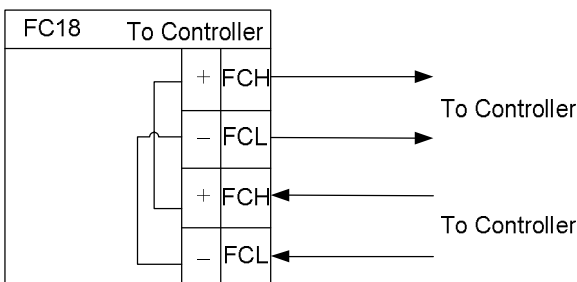 FC18 To Controller
+ FCH
− FCL
To Controller
+ FCH
− FCL
To Controller